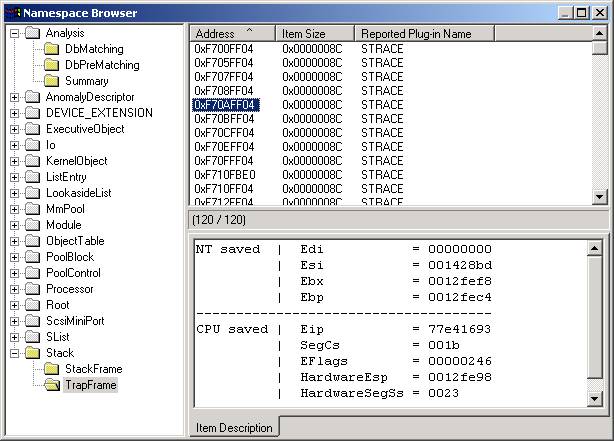 Namespace Browser
Analysis
DbMatching
DbPreMatching
Summary
AnomalyDescriptor
DEVICE_EXTENSION
ExecutiveObject
Io
KernelObject
ListEntry
LookasideList
MmPool
Module
ObjectTable
PoolBlock
PoolControl
Processor
Root
ScsiMiniPort
SList
Stack
StackFrame
TrapFrame
Address Item Size Reported Plug-in Name
0xF700FF04 0x0000008C STRACE
0xF705FF04 0x0000008C STRACE
0xF707FF04 0x0000008C STRACE
0xF708FF04 0x0000008C STRACE
0xF70AFF04 0x0000008C STRACE
0xF70BFF04 0x0000008C STRACE
0xF70CFF04 0x0000008C STRACE
0xF70EFF04 0x0000008C STRACE
0xF70FFF04 0x0000008C STRACE
0xF710FBE0 0x0000008C STRACE
0xF712FF04 0x0000008C STRACE
(120 / 120)
NT saved | Edi = 00000000
| Esi = 001428bd
| Ebx = 0012fef8
| Ebp = 0012fec4
CPU saved | Eip = 77e41693
| SegCs = 001b
| EFlags = 00000246
| HardwareEsp = 0012fe98
| HardwareSegSs = 0023
Item Description